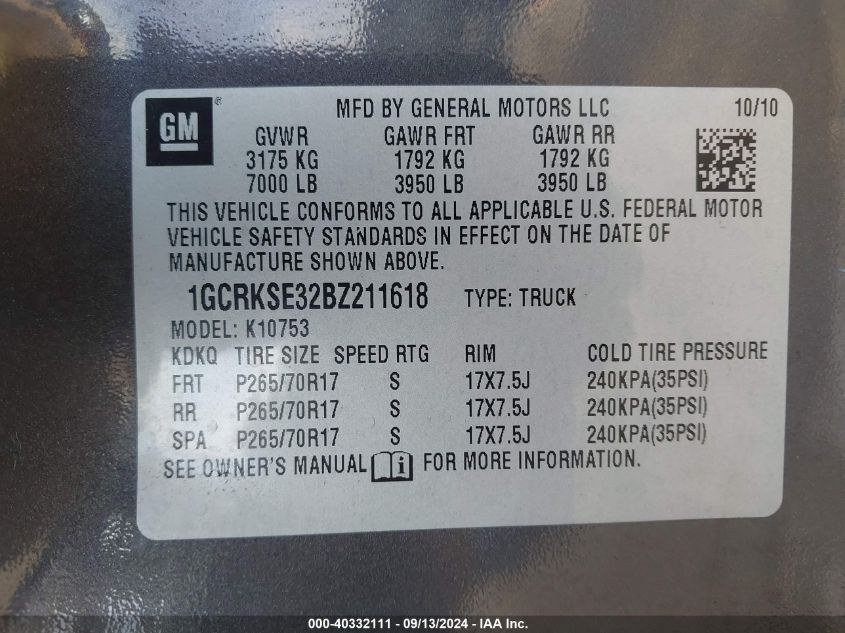 GM® MFD BY GENERAL MOTORS LLC 10/10
GVWR GAWR FRT GAWR RR
3175 KG 1792 KG 1792 KG
7000 LB 3950 LB 3950 LB
THIS VEHICLE CONFORMS TO ALL APPLICABLE U.S. FEDERAL MOTOR
VEHICLE SAFETY STANDARDS IN EFFECT ON THE DATE OF
MANUFACTURE SHOWN ABOVE.
1GCRKSE32BZ211618 TYPE: TRUCK
MODEL: K10753
KDKQ TIRE SIZE SPEED RTG RIM COLD TIRE PRESSURE
FRT P265/70R17 S 17X7.5J 240KPA(35PSI)
RR P265/70R17 S 17X7.5J 240KPA(35PSI)
SPA P265/70R17 S 17X7.5J 240KPA(35PSI)
SEE OWNER'S MANUAL FOR MORE INFORMATION.
000-40332111 - 09/13/2024 - IAA Inc.